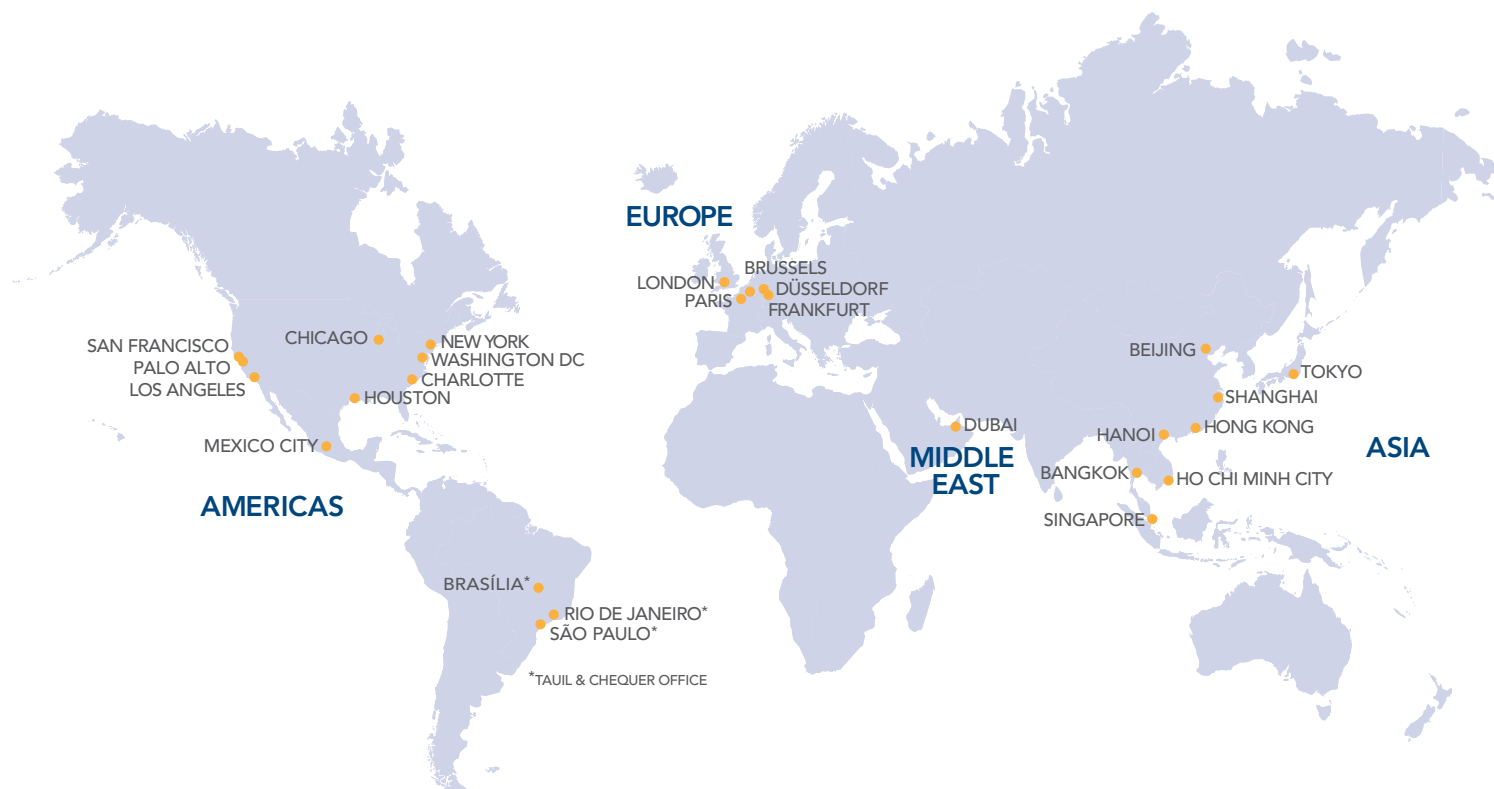 EUROPE
BRUSSELS
LONDON
DÜSSELDORF
PARIS
FRANKFURT
CHICAGO
NEW YORK
SAN FRANCISCO
WASHINGTON DC
PALO ALTO
CHARLOTTE
LOS ANGELES
HOUSTON
MEXICO CITY
AMERICAS
BRASÍLIA*
RIO DE JANEIRO*
SÃO PAULO*
*TAUIL & CHEQUER OFFICE
DUBAI
MIDDLE
EAST
BEIJING
TOKYO
SHANGHAI
HONG KONG
HANOI
ASIA
BANGKOK
HO CHI MINH CITY
SINGAPORE